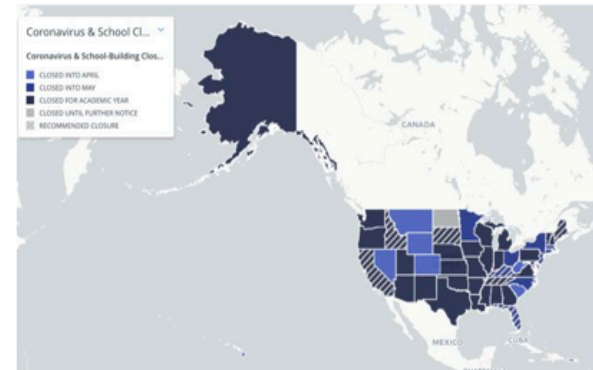 Coronavirus & School Cl...
Coronavirus & School-Building Clos...
CLOSED INTO APRIL
CLOSED INTO MAY
CLOSED FOR ACADEMIC YEAR
CLOSED UNTIL FURTHER NOTICE
RECOMMENDED CLOSURE
CANADA
MEXICO
CUBA